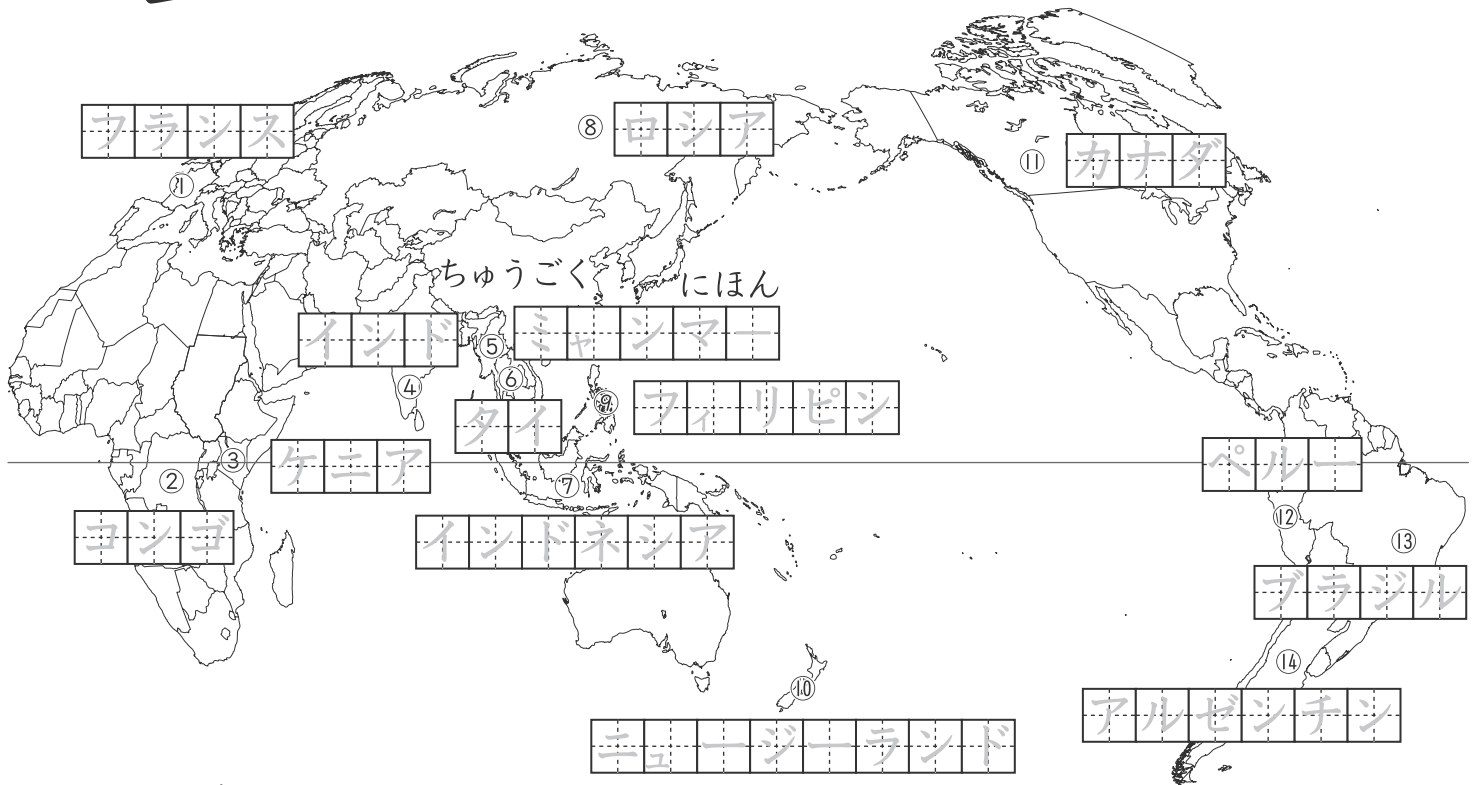 フランス
①
⑧ ロシア
⑪ カナダ
ちゅうごく
にほん
インド
④
⑤ ミャンマー
⑥
タイ
⑨ フィリピン
③ ケニア
② コンゴ
⑦
インドネシア
⑩
ニュージーランド
ペルー
⑫
⑬
ブラジル
⑭
アルゼンチン